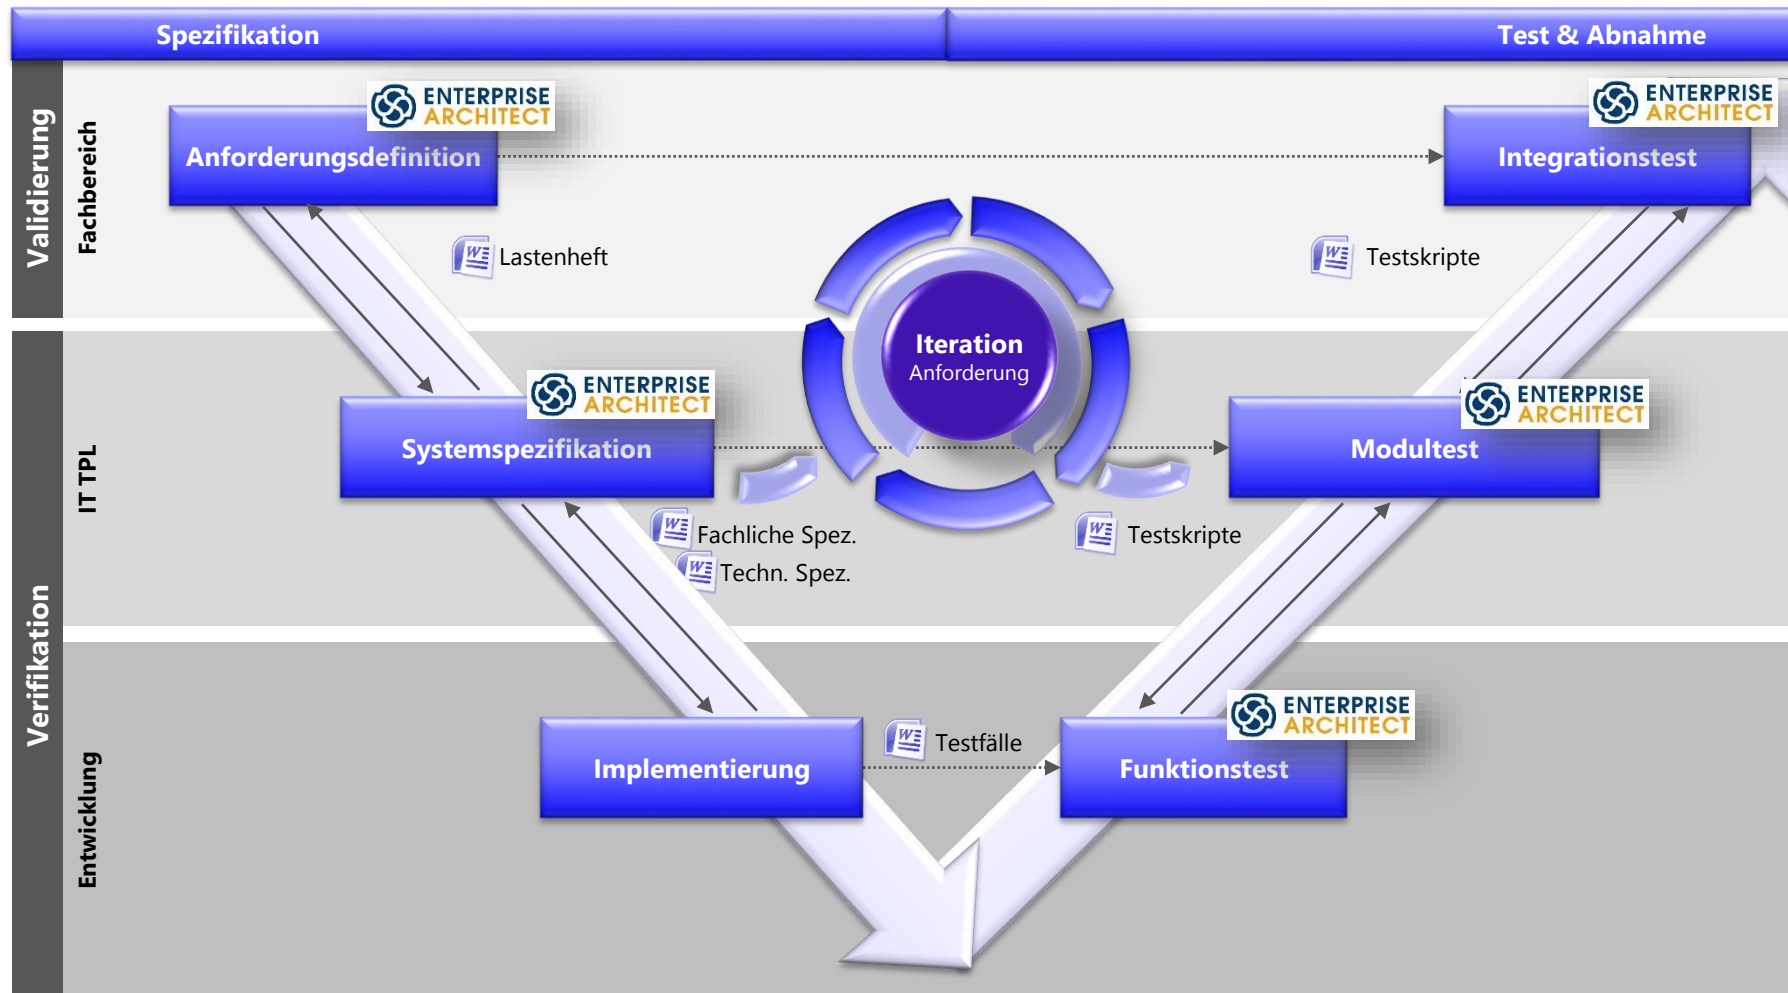 Spezifikation
Test & Abnahme
Validierung
Fachbereich
ENTERPRISE
ARCHITECT
Anforderungsdefinition
ENTERPRISE
ARCHITECT
Integrationstest
Lastenheft
Testskripte
Iteration
Anforderung
Verifikation
IT TPL
ENTERPRISE
ARCHITECT
Systemspezifikation
ENTERPRISE
ARCHITECT
Modultest
Fachliche Spez.
Techn. Spez.
Testskripte
Entwicklung
Implementierung
Testfälle
ENTERPRISE
ARCHITECT
Funktionstest